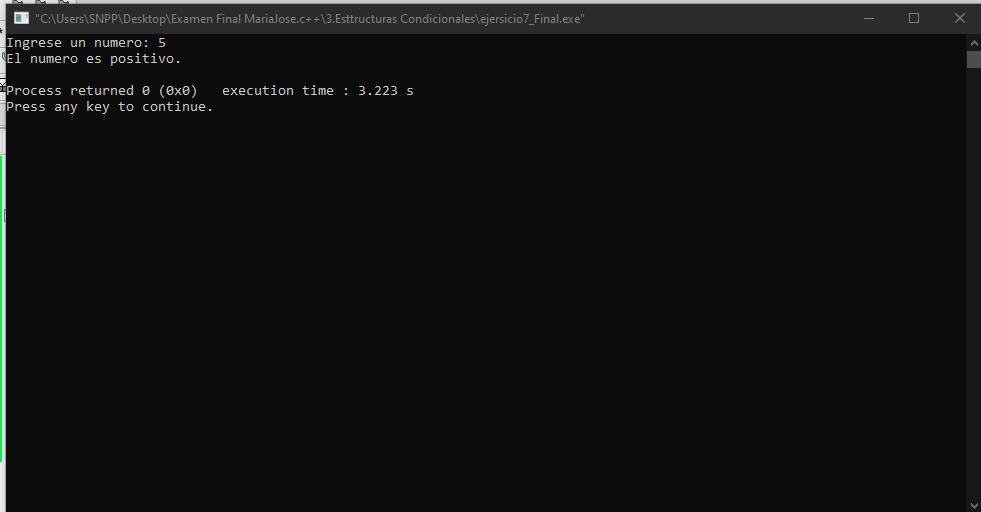 "C:\Users\SNPP\Desktop\Examen Final MariaJose.c++\3.Esttructuras Condicionales\ejersicio7_Final.exe"
Ingrese un numero: 5
El numero es positivo.
Process returned 0 (0x0)   execution time : 3.223 s
Press any key to continue.